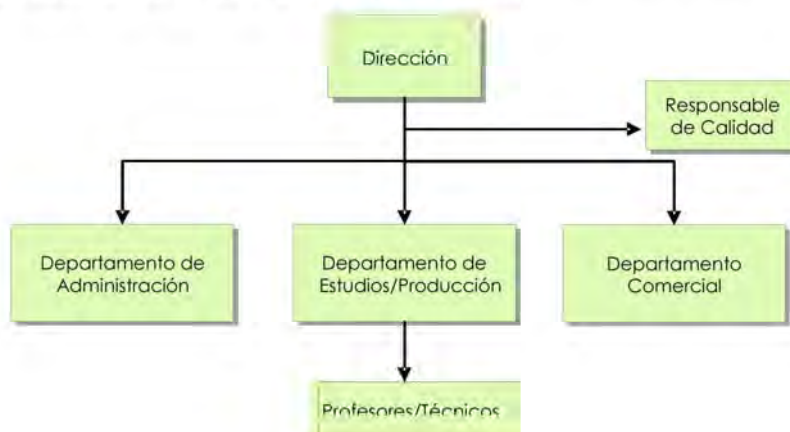 Dirección
Responsable
de Calidad
Departamento de
Administración
Departamento de
Estudios/Producción
Departamento
Comercial
Profesores/Técnicos